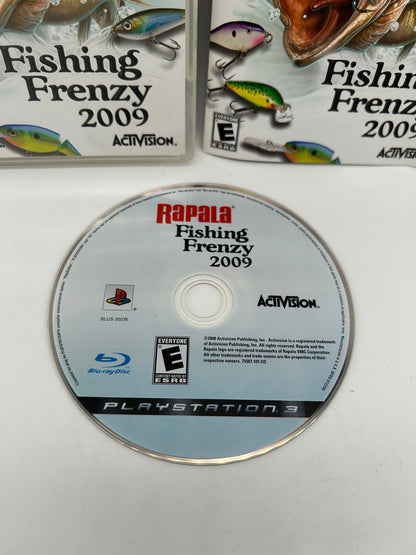 Fishing
Frenzy
2009
ACTIVISION
Fishing
Frenzy
2009
E
ESRB
ACTIVISION
RAPALA
Fishing
Frenzy
2009
BLUS-30076
ACTIVISION
Blu-ray Disc
EVERYONE
E
CONTENT RATED BY
ESRB
©2008 Activision Publishing, Inc. Activision is a registered trademark
of Activision Publishing, Inc. All rights reserved. Rapala and the
Rapala logo are registered trademarks of Rapala VMC Corporation.
All other trademarks and trade names are the properties of their
respective owners. 75507.101.US
PLAYSTATION 3